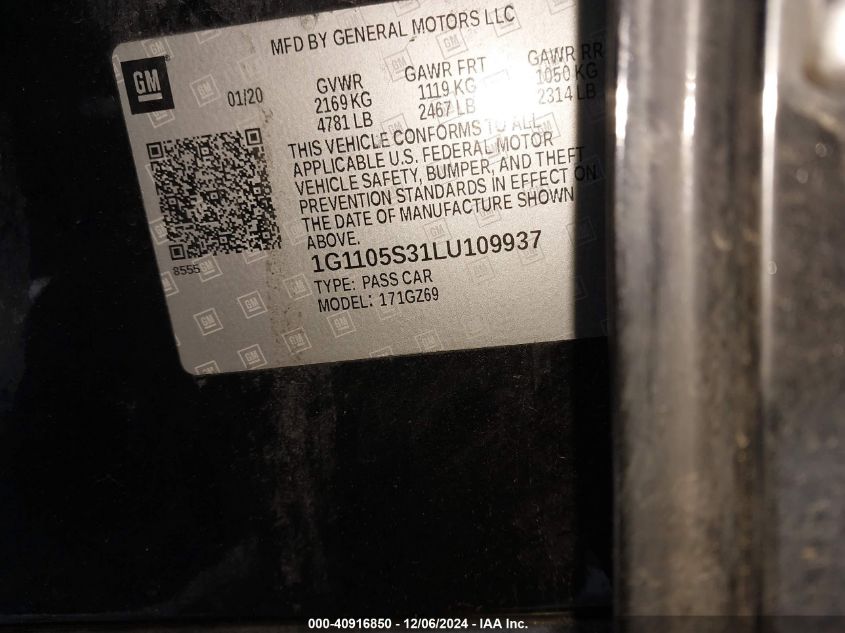 MFD BY GENERAL MOTORS LLC
GM
01/20
GVWR GAWR FRT GAWR RR
2169 KG 1119 KG 1050 KG
4781 LB 2467 LB 2314 LB
THIS VEHICLE CONFORMS TO ALL
APPLICABLE U.S. FEDERAL MOTOR
VEHICLE SAFETY, BUMPER, AND THEFT
PREVENTION STANDARDS IN EFFECT ON
THE DATE OF MANUFACTURE SHOWN
ABOVE.
8555
1G1105S31LU109937
TYPE: PASS CAR
MODEL: 171GZ69
000-40916850 - 12/06/2024 - IAA Inc.